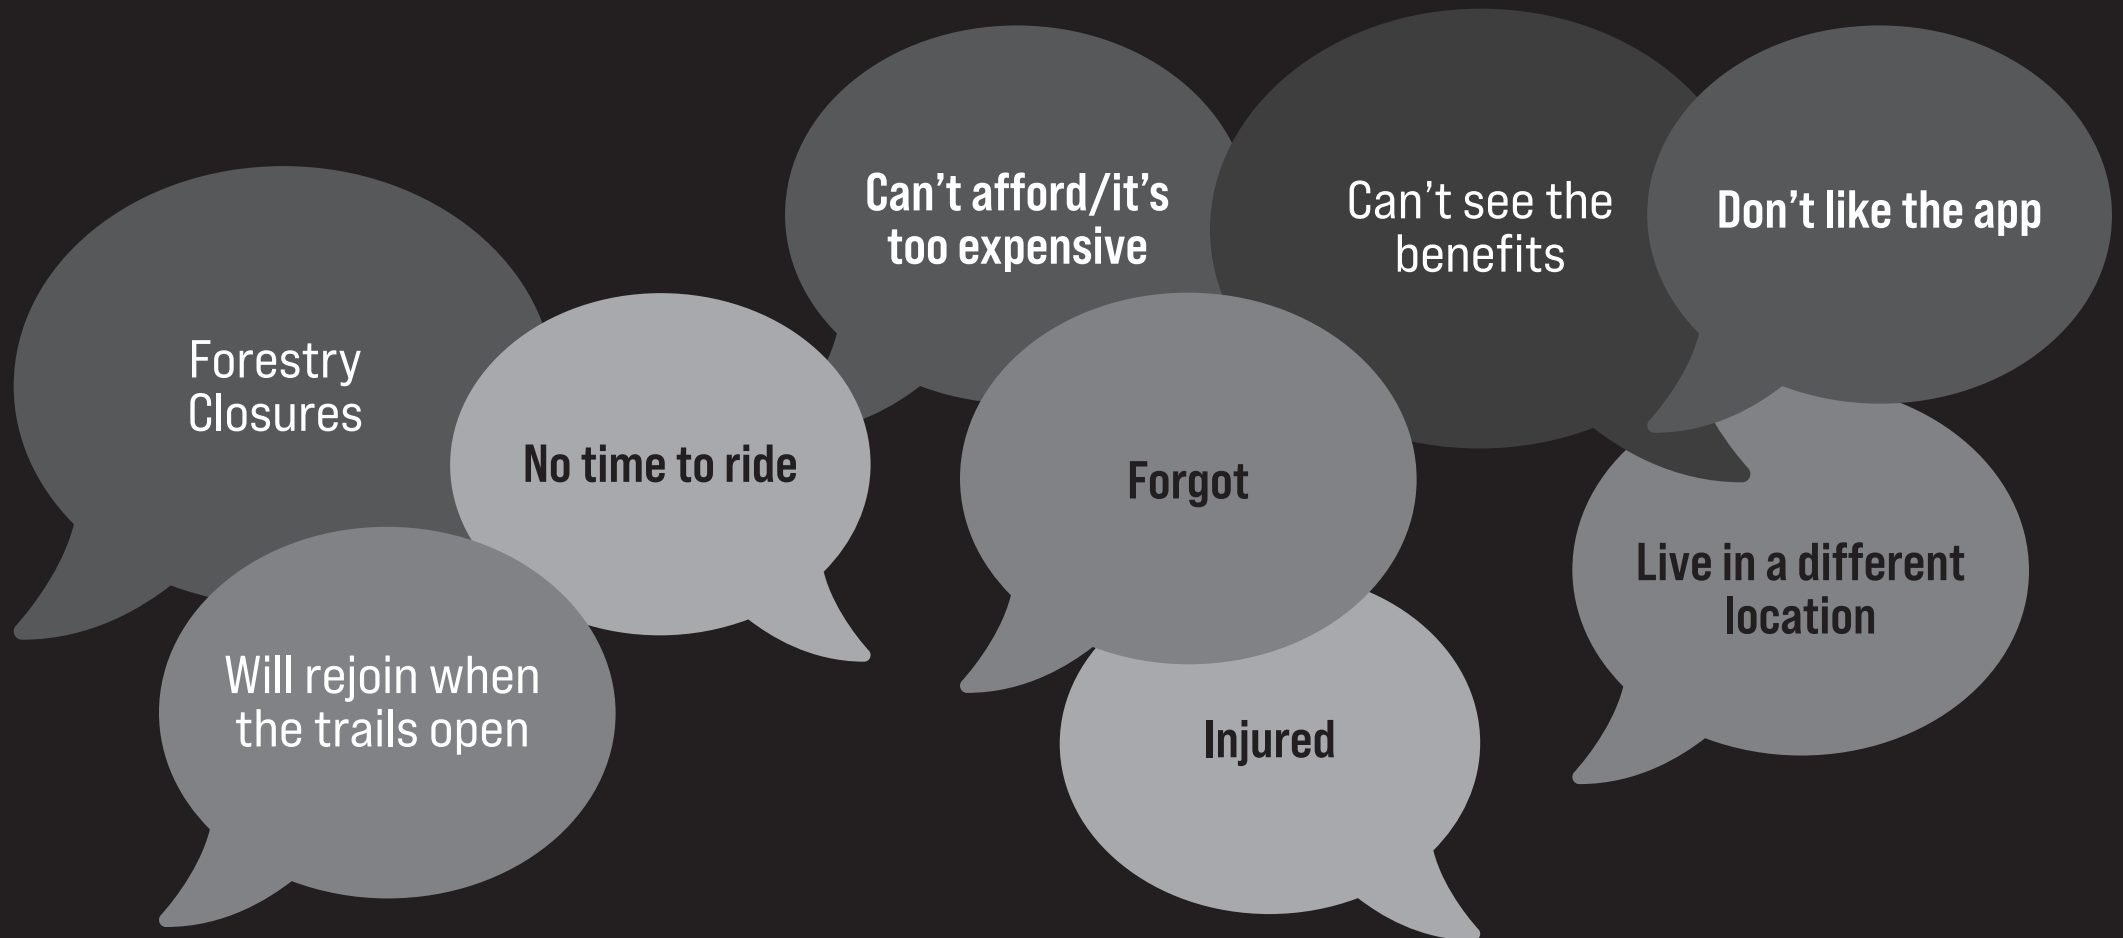 Can’t afford/it’s
too expensive
Can’t see the
benefits
Don’t like the app
Forestry
Closures
No time to ride
Forgot
Live in a different
location
Will rejoin when
the trails open
Injured